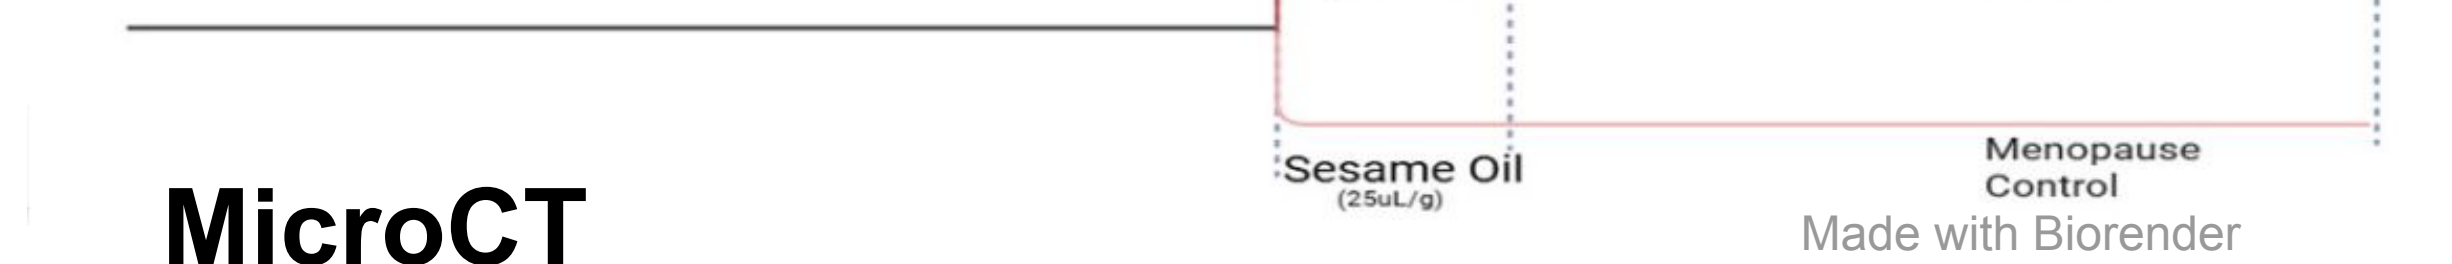 Sesame Oil
(25uL/g)
Menopause
Control
MicroCT
Made with Biorender